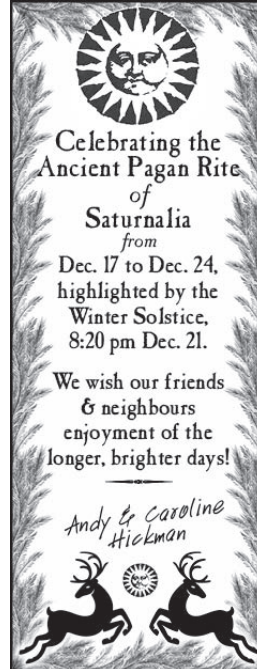 Celebrating the
Ancient Pagan Rite
of
Saturnalia
from
Dec. 17 to Dec. 24,
highlighted by the
Winter Solstice,
8:20 pm Dec. 21.
We wish our friends
& neighbours
enjoyment of the
longer, brighter days!
Andy & Caroline
Hickman